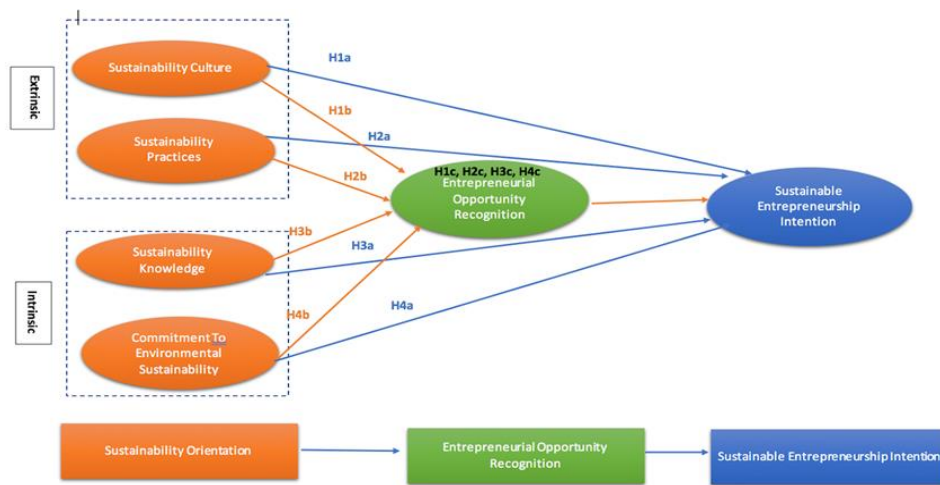 Extrinsic
Sustainability Culture
Sustainability
Practices
H1a
H1b
H2a
H2b
H1c, H2c, H3c, H4c
Entrepreneurial
Opportunity
Recognition
Sustainable
Entrepreneurship
Intention
Intrinsic
Sustainability
Knowledge
Commitment To
Environmental
Sustainability
H3b
H3a
H4b
H4a
Sustainability Orientation
Entrepreneurial Opportunity
Recognition
Sustainable Entrepreneurship Intention